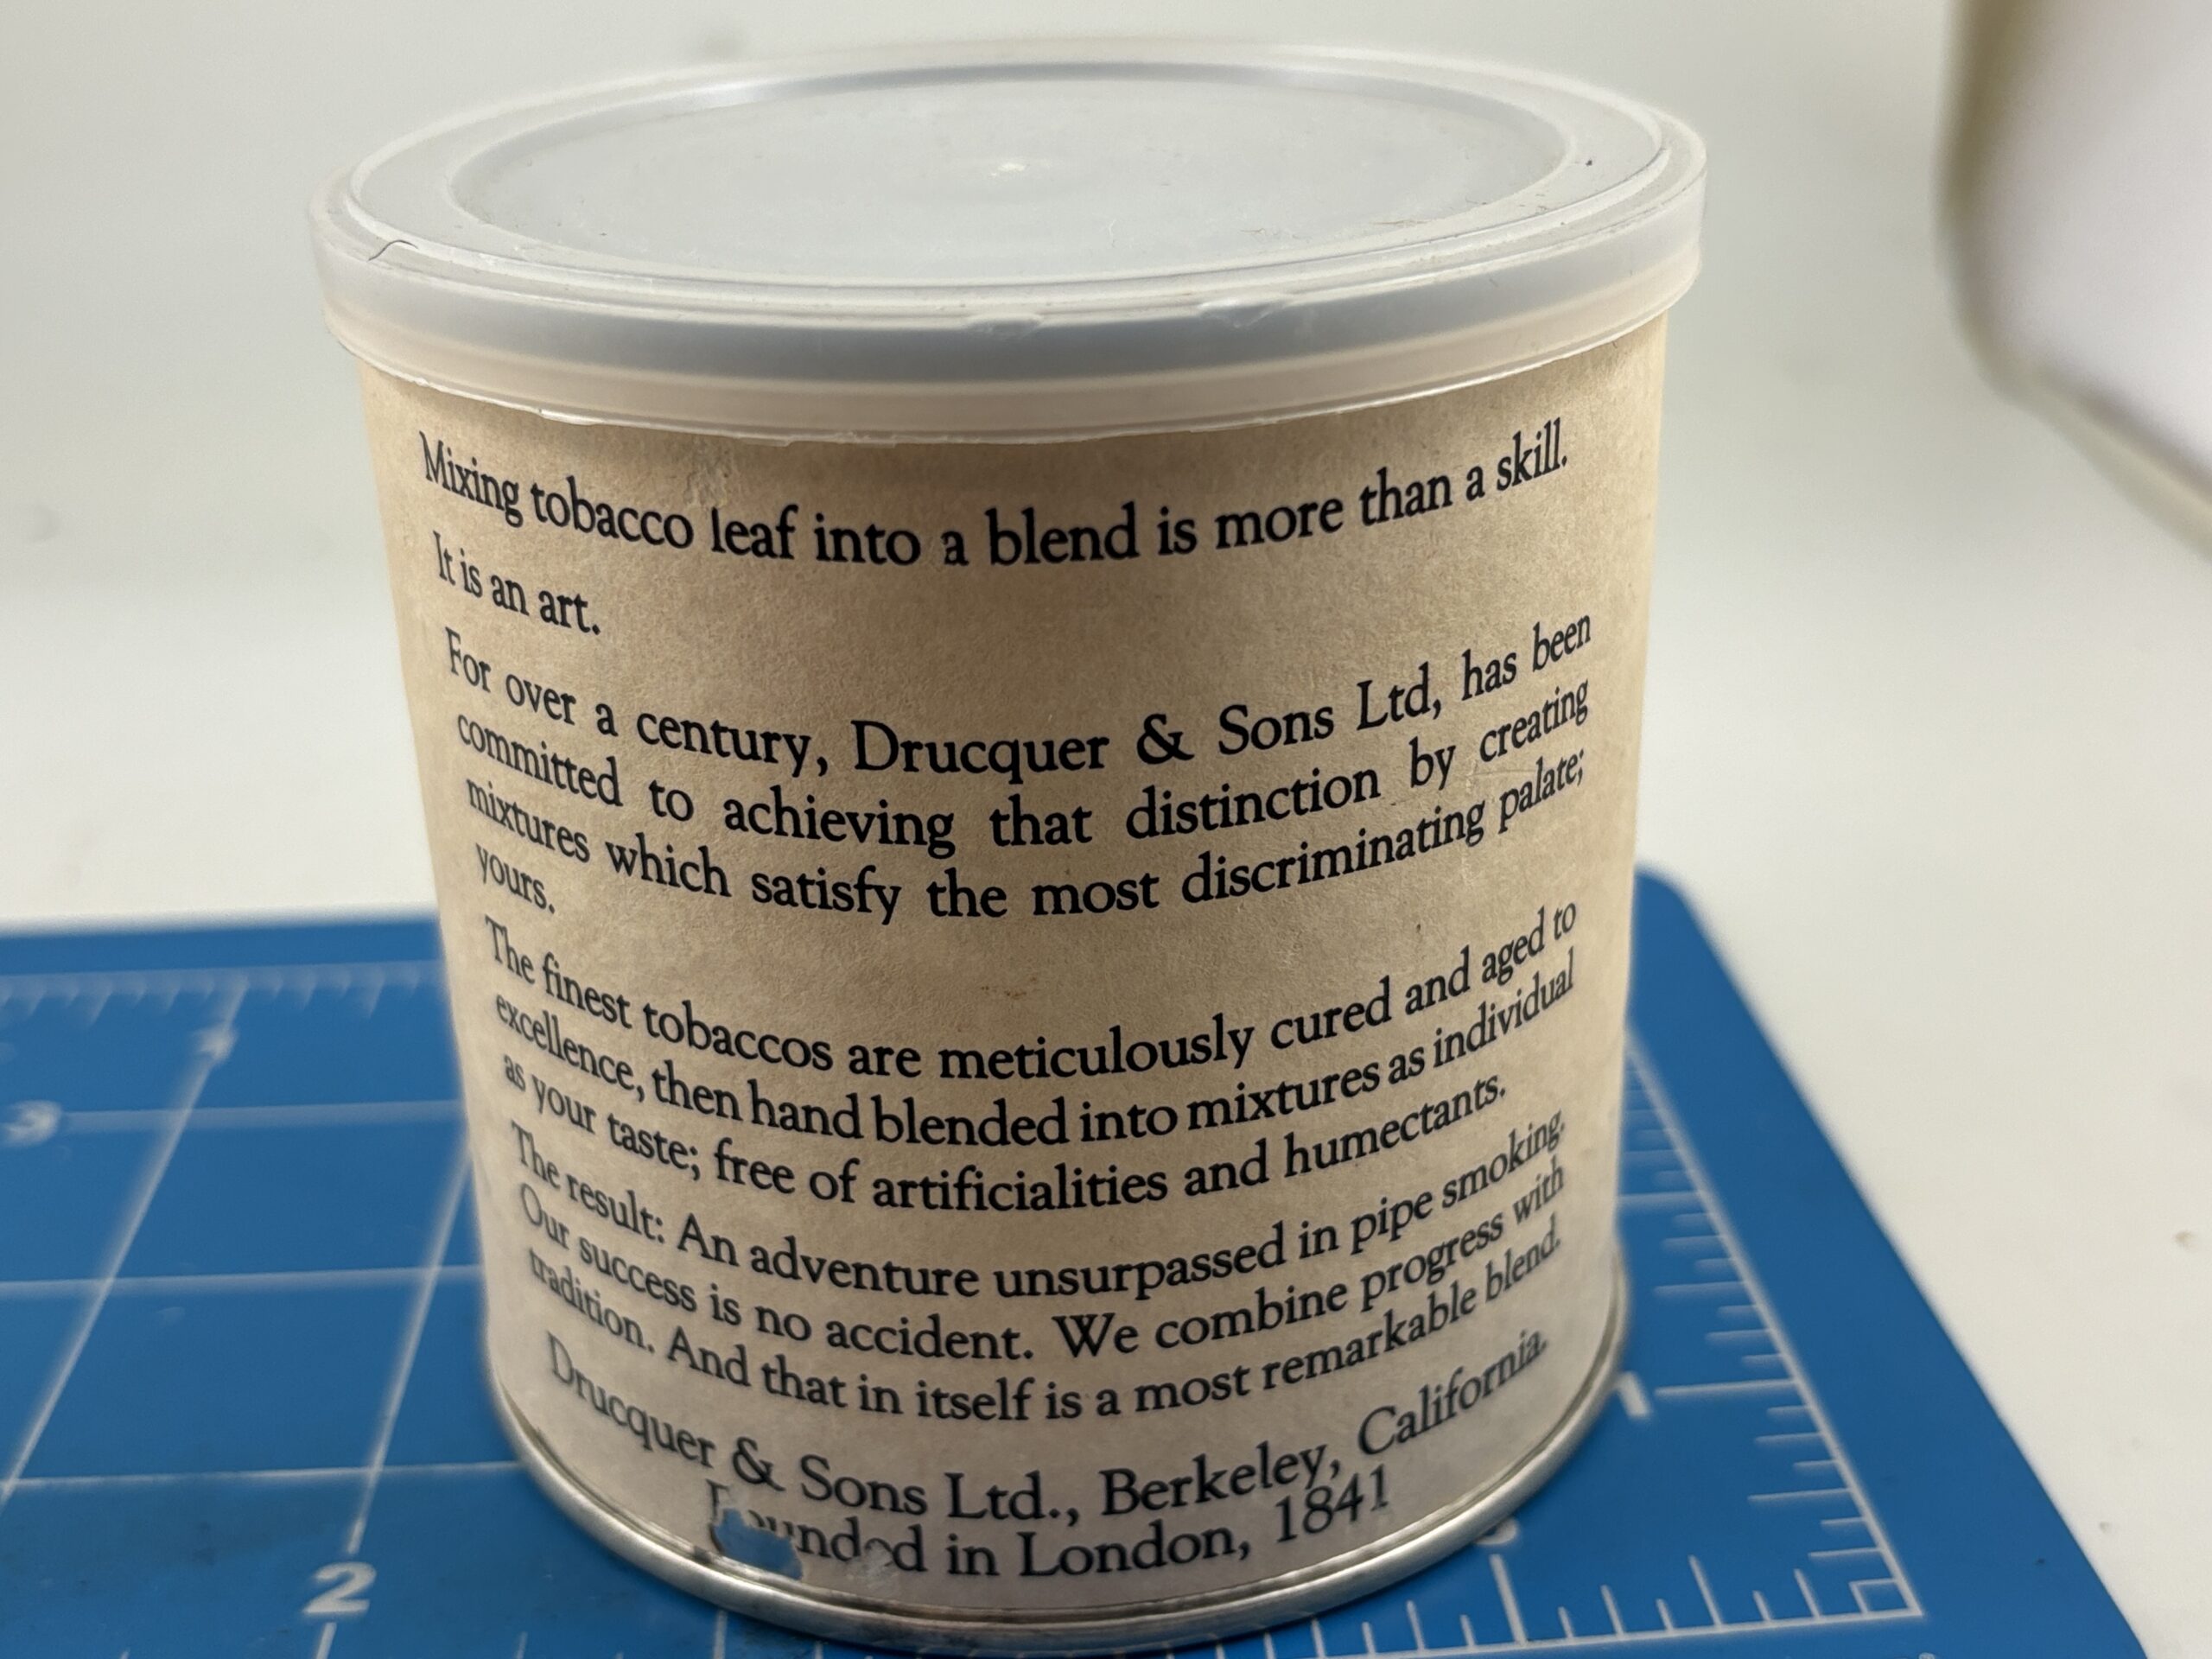 Mixing tobacco leaf into a blend is more than a skill.
It is an art.
For over a century, Drucquer & Sons Ltd, has been
committed to achieving that distinction by creating
mixtures which satisfy the most discriminating palate;
yours.
The finest tobaccos are meticulously cured and aged to
excellence, then hand blended into mixtures as individual
as your taste; free of artificialities and humectants.
The result: An adventure unsurpassed in pipe smoking.
Our success is no accident. We combine progress with
tradition. And that in itself is a most remarkable blend.
Drucquer & Sons Ltd., Berkeley, California.
Founded in London, 1841
3
1
2